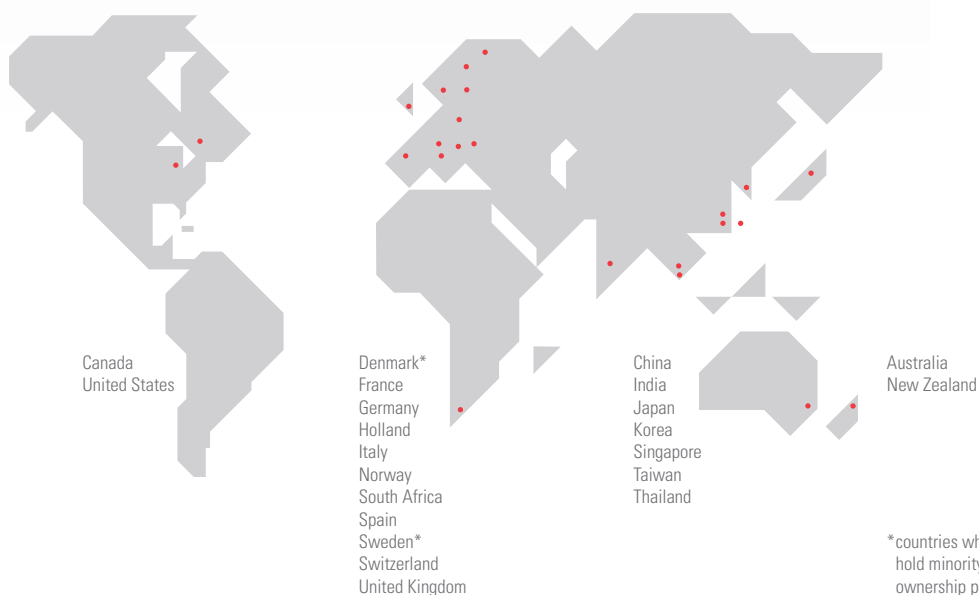 Canada
United States
Denmark*
France
Germany
Holland
Italy
Norway
South Africa
Spain
Sweden*
Switzerland
United Kingdom
China
India
Japan
Korea
Singapore
Taiwan
Thailand
Australia
New Zealand
*countries
hold minority
ownership